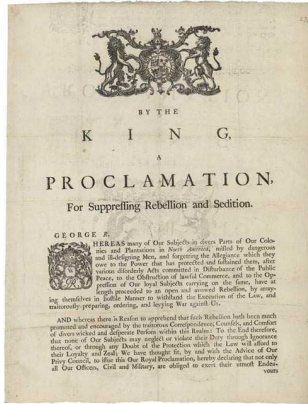 BY THE
KING,
A
PROCLAMATION,
For Suppreſſing Rebellion and Sedition.
GEORGE R.
WHEREAS many of Our Subjects in divers Parts of Our Colo-
nies and Plantations in North America, miſled by dangerous
and ill-deſigning Men, and forgetting the Allegiance which they
owe to the Power that has protected and ſuſtained them, after
various diſorderly Acts committed in Diſturbance of the Public
Peace, to the Obſtruction of lawful Commerce, and to the Op-
preſſion of Our loyal Subjects carrying on the ſame, have at
length proceeded to an open and avowed Rebellion, by array-
ing themſelves in hoſtile Manner to withſtand the Execution of the Law, and
traitorouſly preparing, ordering, and levying War againſt Us.
AND whereas there is Reaſon to apprehend that ſuch Rebellion hath been much
promoted and encouraged by the traitorous Correſpondence, Counſels, and Comfort
of divers wicked and deſperate Perſons within this Realm: To the End therefore,
that none of Our Subjects may neglect or violate their Duty through Ignorance
thereof, or through any Doubt of the Protection which the Law will afford to
their Loyalty and Zeal; We have thought fit, by and with the Advice of Our
Privy Council, to iſſue this Our Royal Proclamation, hereby declaring that not only
all Our Officers, Civil and Military, are obliged to exert their utmoſt Endea-
vours